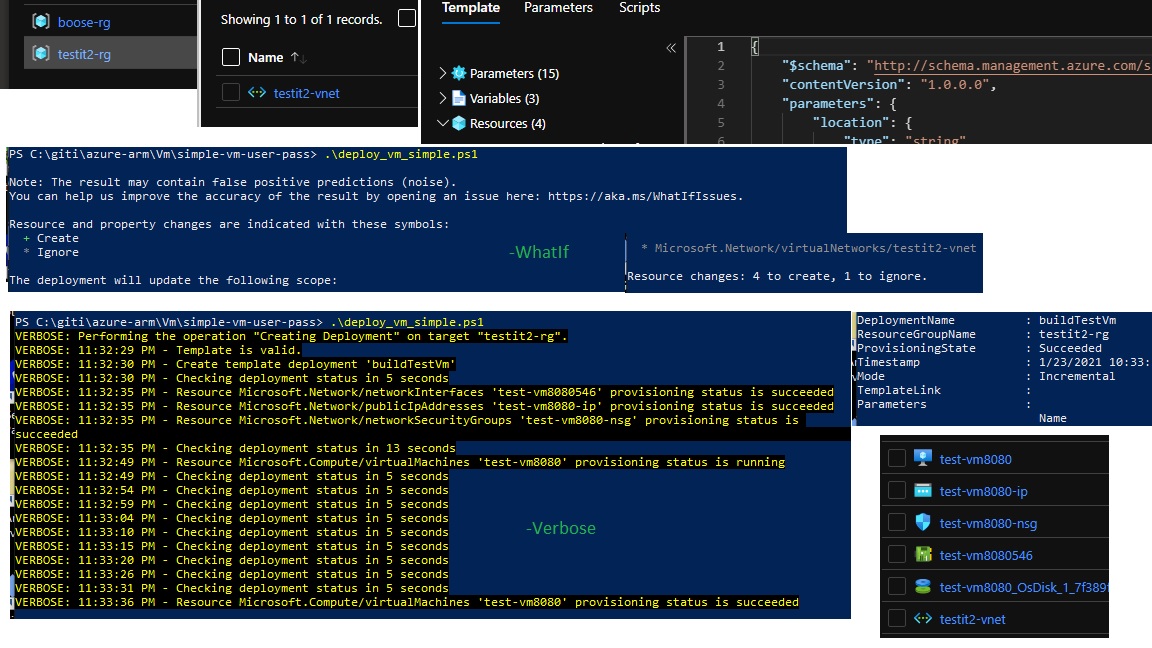 boose-rg
testit2-rg
Showing 1 to 1 of 1 records.
Name ↑↓
testit2-vnet
Template Parameters Scripts
Parameters (15)
Variables (3)
Resources (4)
1 {
2 "$schema": "http://schema.management.azure.com/s
3 "contentVersion": "1.0.0.0",
4 "parameters": {
5 "location": {
6 "type": "string"
PS C:\giti\azure-arm\Vm\simple-vm-user-pass> .\deploy_vm_simple.ps1
Note: The result may contain false positive predictions (noise).
You can help us improve the accuracy of the result by opening an issue here: https://aka.ms/WhatIfIssues.
Resource and property changes are indicated with these symbols:
+ Create
* Ignore
The deployment will update the following scope:
-WhatIf
* Microsoft.Network/virtualNetworks/testit2-vnet
Resource changes: 4 to create, 1 to ignore.
PS C:\giti\azure-arm\Vm\simple-vm-user-pass> .\deploy_vm_simple.ps1
VERBOSE: Performing the operation "Creating Deployment" on target "testit2-rg".
VERBOSE: 11:32:29 PM - Template is valid.
VERBOSE: 11:32:30 PM - Create template deployment 'buildTestVm'
VERBOSE: 11:32:30 PM - Checking deployment status in 5 seconds
VERBOSE: 11:32:35 PM - Resource Microsoft.Network/networkInterfaces 'test-vm8080546' provisioning status is succeeded
VERBOSE: 11:32:35 PM - Resource Microsoft.Network/publicIpAddresses 'test-vm8080-ip' provisioning status is succeeded
VERBOSE: 11:32:35 PM - Resource Microsoft.Network/networkSecurityGroups 'test-vm8080-nsg' provisioning status is
succeeded
VERBOSE: 11:32:35 PM - Checking deployment status in 13 seconds
VERBOSE: 11:32:49 PM - Resource Microsoft.Compute/virtualMachines 'test-vm8080' provisioning status is running
VERBOSE: 11:32:49 PM - Checking deployment status in 5 seconds
VERBOSE: 11:32:54 PM - Checking deployment status in 5 seconds
VERBOSE: 11:32:59 PM - Checking deployment status in 5 seconds
VERBOSE: 11:33:04 PM - Checking deployment status in 5 seconds
VERBOSE: 11:33:10 PM - Checking deployment status in 5 seconds
VERBOSE: 11:33:15 PM - Checking deployment status in 5 seconds
VERBOSE: 11:33:20 PM - Checking deployment status in 5 seconds
VERBOSE: 11:33:26 PM - Checking deployment status in 5 seconds
VERBOSE: 11:33:31 PM - Checking deployment status in 5 seconds
VERBOSE: 11:33:36 PM - Resource Microsoft.Compute/virtualMachines 'test-vm8080' provisioning status is succeeded
-Verbose
DeploymentName : buildTestVm
ResourceGroupName : testit2-rg
ProvisioningState : Succeeded
Timestamp : 1/23/2021 10:33:
Mode : Incremental
TemplateLink :
Parameters :
Name
test-vm8080
test-vm8080-ip
test-vm8080-nsg
test-vm8080546
test-vm8080_OsDisk_1_7f389f
testit2-vnet